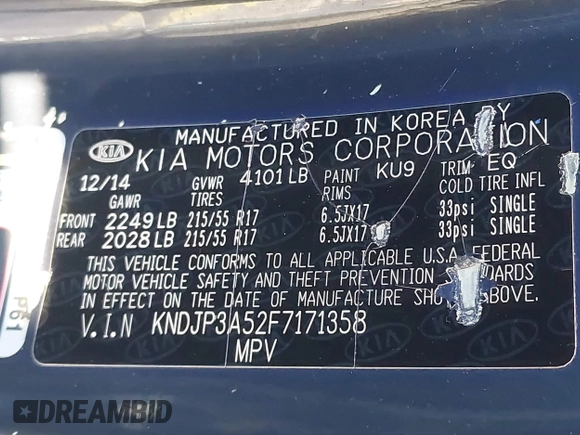 MANUFACTURED IN KOREA BY
KIA KIA MOTORS CORPORATION
12/14 GVWR 4101 LB PAINT KU9 TRIM EQ
GAWR TIRES RIMS COLD TIRE INFL
FRONT 2249 LB 215/55 R17 6.5JX17 33psi SINGLE
REAR 2028 LB 215/55 R17 6.5JX17 33psi SINGLE
THIS VEHICLE CONFORMS TO ALL APPLICABLE U.S.A. FEDERAL
MOTOR VEHICLE SAFETY AND THEFT PREVENTION
IN EFFECT ON THE DATE OF MANUFACTURE ABOVE.
V.I.N KNDJP3A52F7171358
MPV
P61
DREAMBID